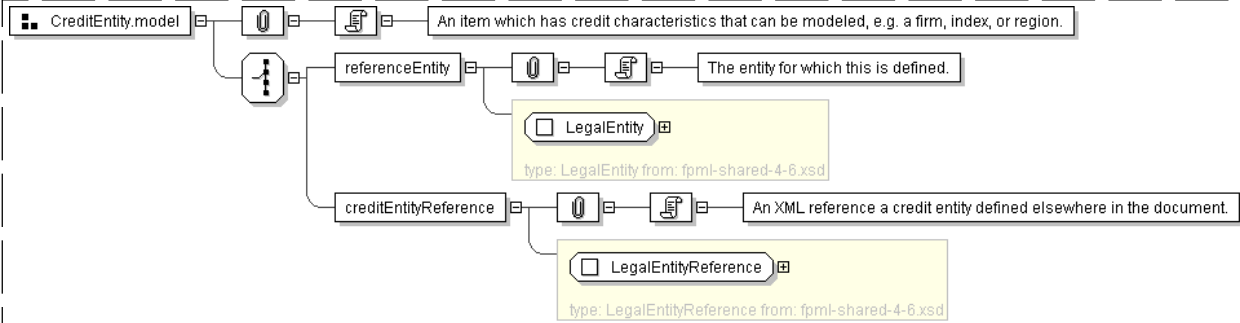 CreditEntity.model
An item which has credit characteristics that can be modeled, e.g. a firm, index, or region.
referenceEntity
The entity for which this is defined.
LegalEntity
type: LegalEntity from: fpml-shared-4-6.xsd
creditEntityReference
An XML reference a credit entity defined elsewhere in the document.
LegalEntityReference
type: LegalEntityReference from: fpml-shared-4-6.xsd